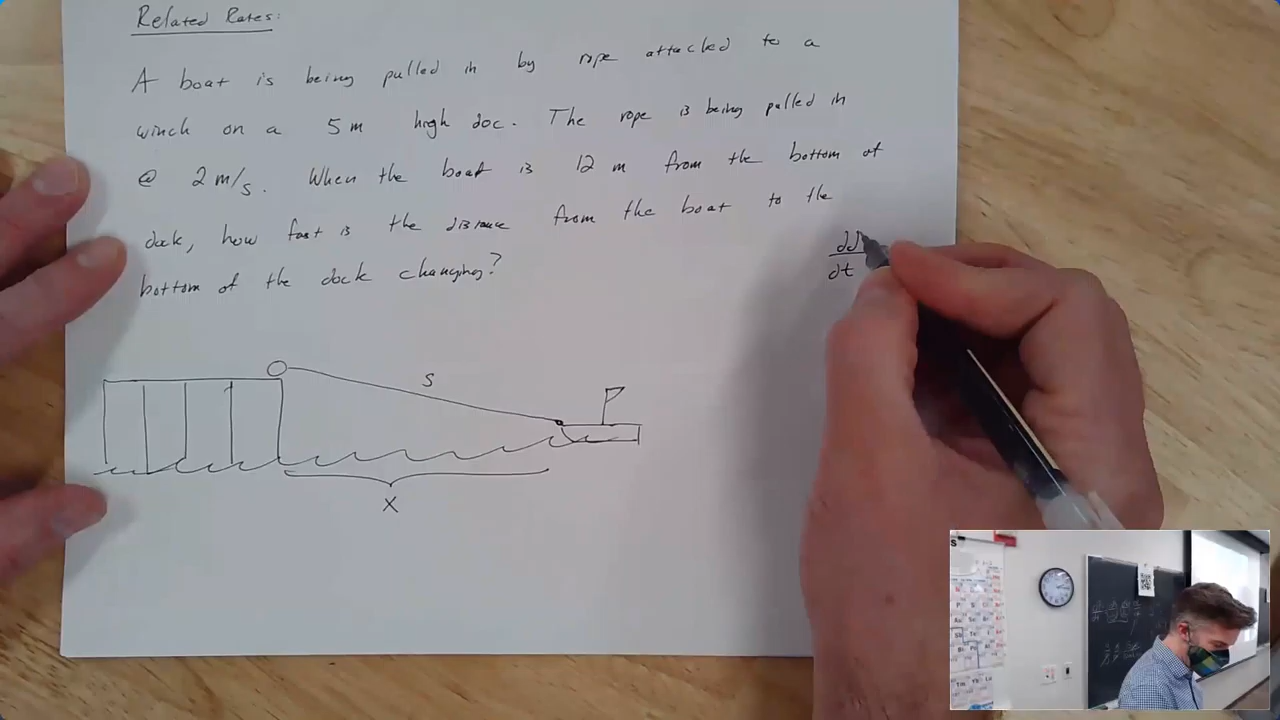 Related Rates:
A boat is being pulled in by rope attached to a
winch on a 5 m high doc. The rope is being pulled in
@ 2 m/s. When the boat is 12 m from the bottom of
dock, how fast is the distance from the boat to the
bottom of the dock changing?
dd
dt
s
x